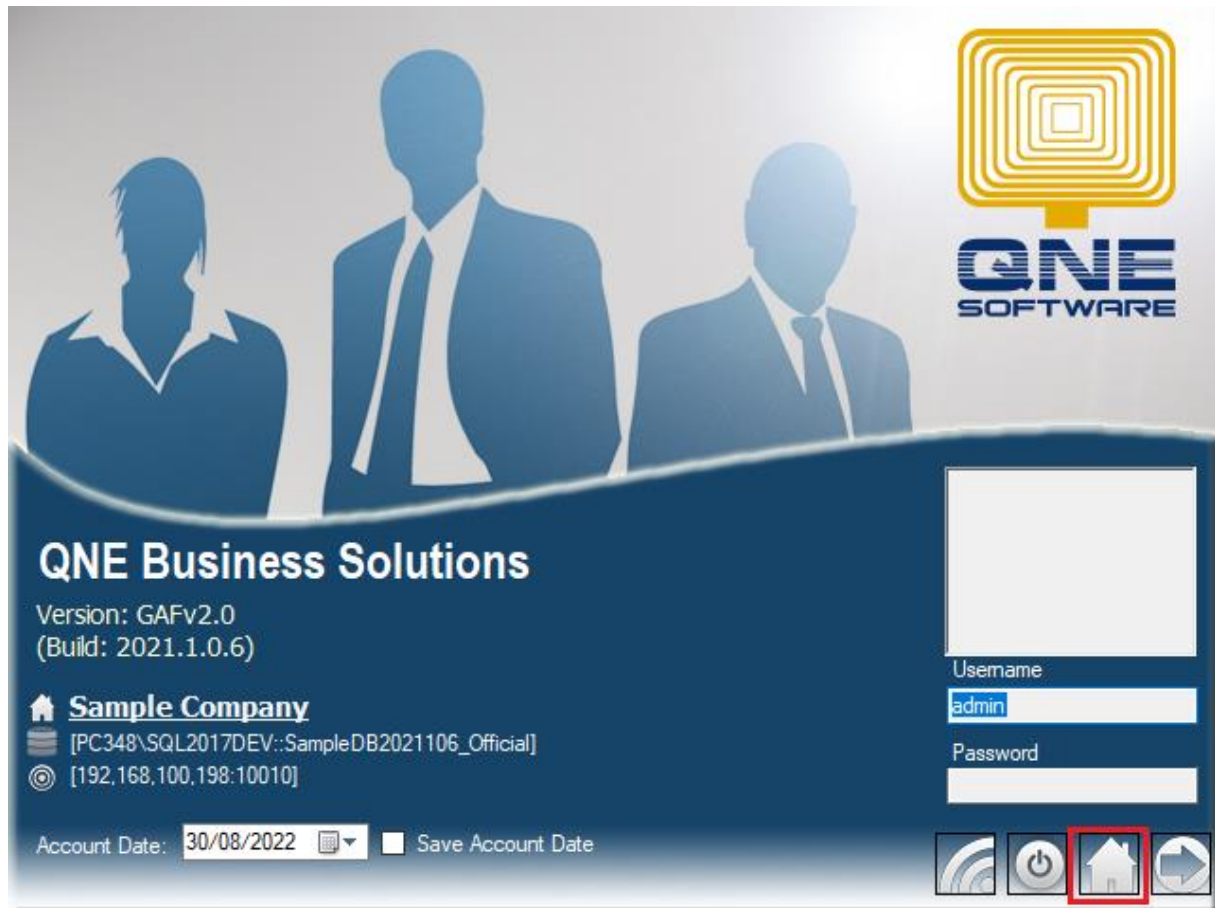 QNE
SOFTWARE
QNE Business Solutions
Version: GAFv2.0
(Build: 2021.1.0.6)
Sample Company
[PC348\SQL2017DEV::SampleDB2021106_Official]
[192,168,100,198:10010]
Account Date: 30/08/2022 Save Account Date
Username
admin
Password